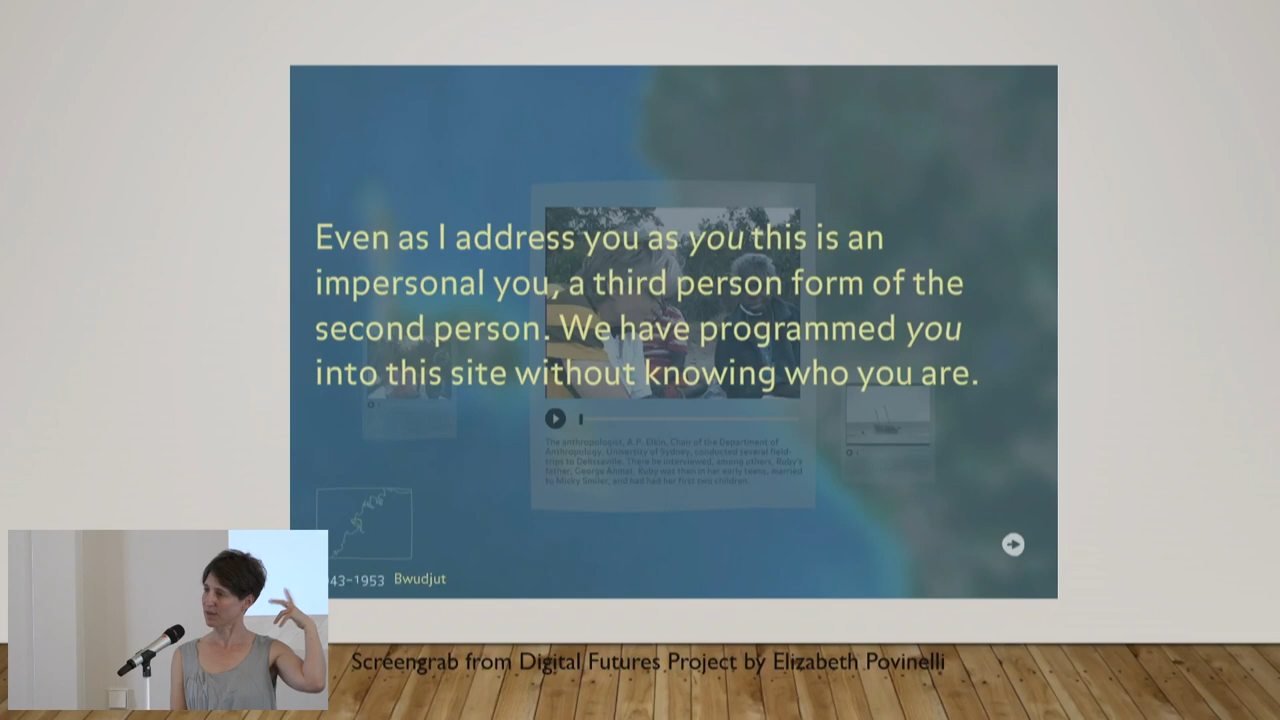 Even as I address you as you this is an
impersonal you, a third person form of the
second person. We have programmed you
into this site without knowing who you are.
The anthropologist, A.P. Elkin, Chair of the Department of
Anthropology, University of Sydney, conducted several field-
trips to Delissaville. There he interviewed, among others, Ruby's
father, George Ahmat. Ruby was then in her early teens, married
to Micky Smiler, and had had her first two children.
43–1953 Bwudjut
Screengrab from Digital Futures Project by Elizabeth Povinelli